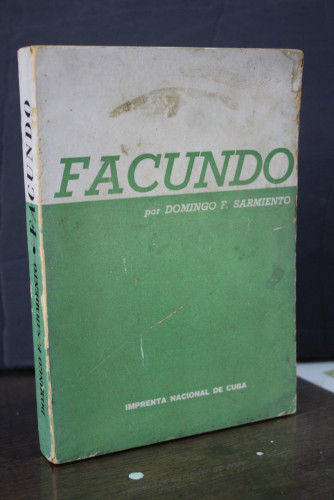 FACUNDO
por DOMINGO F. SARMIENTO
IMPRENTA NACIONAL DE CUBA
DOMINGO F. SARMIENTO • FACUNDO